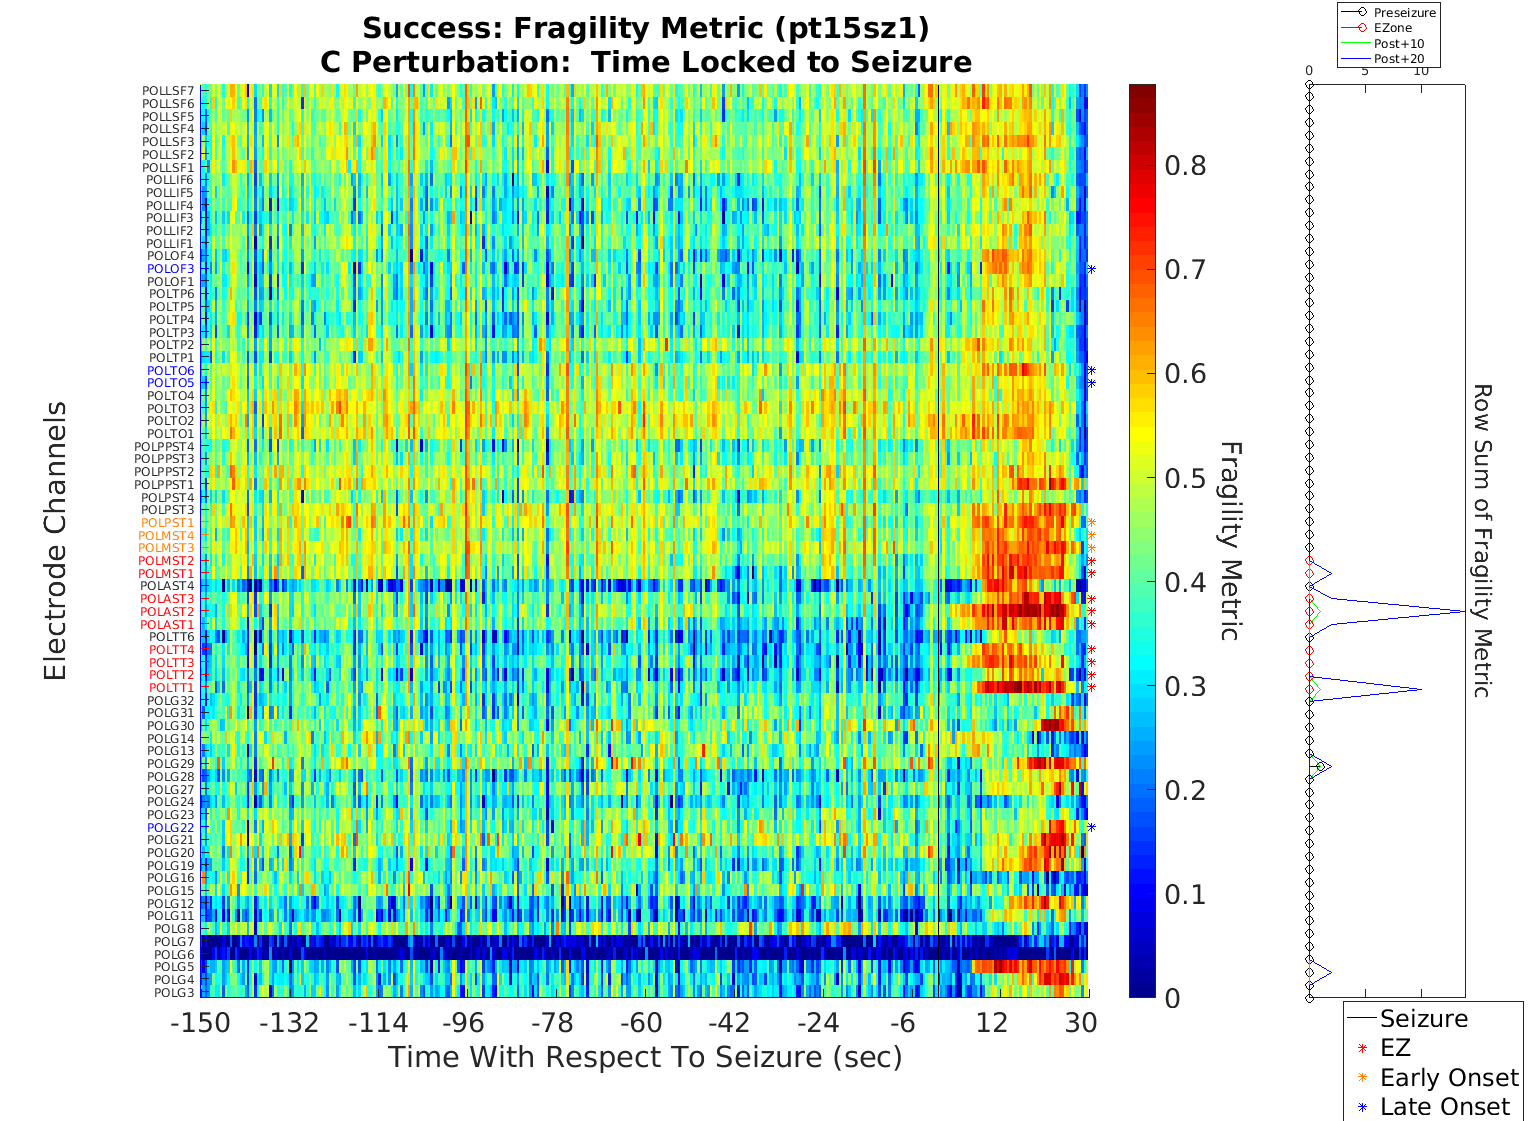 Success: Fragility Metric (pt15sz1)
C Perturbation:  Time Locked to Seizure
Preseizure
EZone
Post+10
Post+20
0 5 10
Electrode Channels
POLLSF7
POLLSF6
POLLSF5
POLLSF4
POLLSF3
POLLSF2
POLLSF1
POLLIF6
POLLIF5
POLLIF4
POLLIF3
POLLIF2
POLLIF1
POLOF4
POLOF3
POLOF1
POLTP6
POLTP5
POLTP4
POLTP3
POLTP2
POLTP1
POLTO6
POLTO5
POLTO4
POLTO3
POLTO2
POLTO1
POLPPST4
POLPPST3
POLPPST2
POLPPST1
POLPST4
POLPST3
POLPST1
POLMST4
POLMST3
POLMST2
POLMST1
POLAST4
POLAST3
POLAST2
POLAST1
POLTT6
POLTT4
POLTT3
POLTT2
POLTT1
POLG32
POLG31
POLG30
POLG14
POLG13
POLG29
POLG28
POLG27
POLG24
POLG23
POLG22
POLG21
POLG20
POLG19
POLG16
POLG15
POLG12
POLG11
POLG8
POLG7
POLG6
POLG5
POLG4
POLG3
-150 -132 -114 -96 -78 -60 -42 -24 -6 12 30
Time With Respect To Seizure (sec)
0.8
0.7
0.6
0.5
0.4
0.3
0.2
0.1
0
Fragility Metric
Row Sum of Fragility Metric
Seizure
EZ
Early Onset
Late Onset